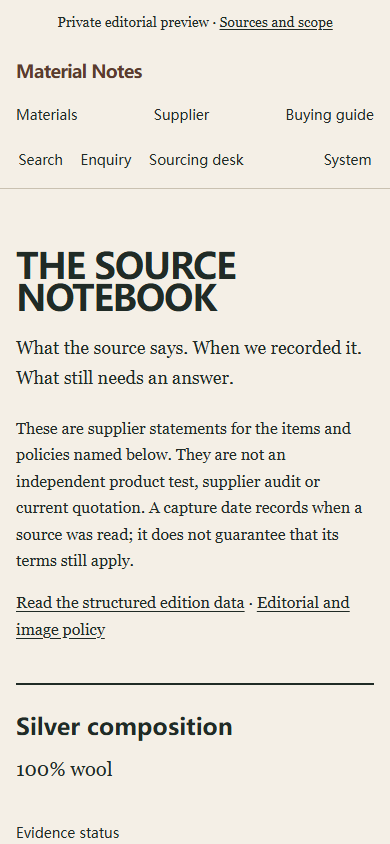 Private editorial preview · Sources and scope
Material Notes
Materials Supplier Buying guide
Search Enquiry Sourcing desk System
THE SOURCE
NOTEBOOK
What the source says. When we recorded it.
What still needs an answer.
These are supplier statements for the items and
policies named below. They are not an
independent product test, supplier audit or
current quotation. A capture date records when a
source was read; it does not guarantee that its
terms still apply.
Read the structured edition data · Editorial and
image policy
Silver composition
100% wool
Evidence status